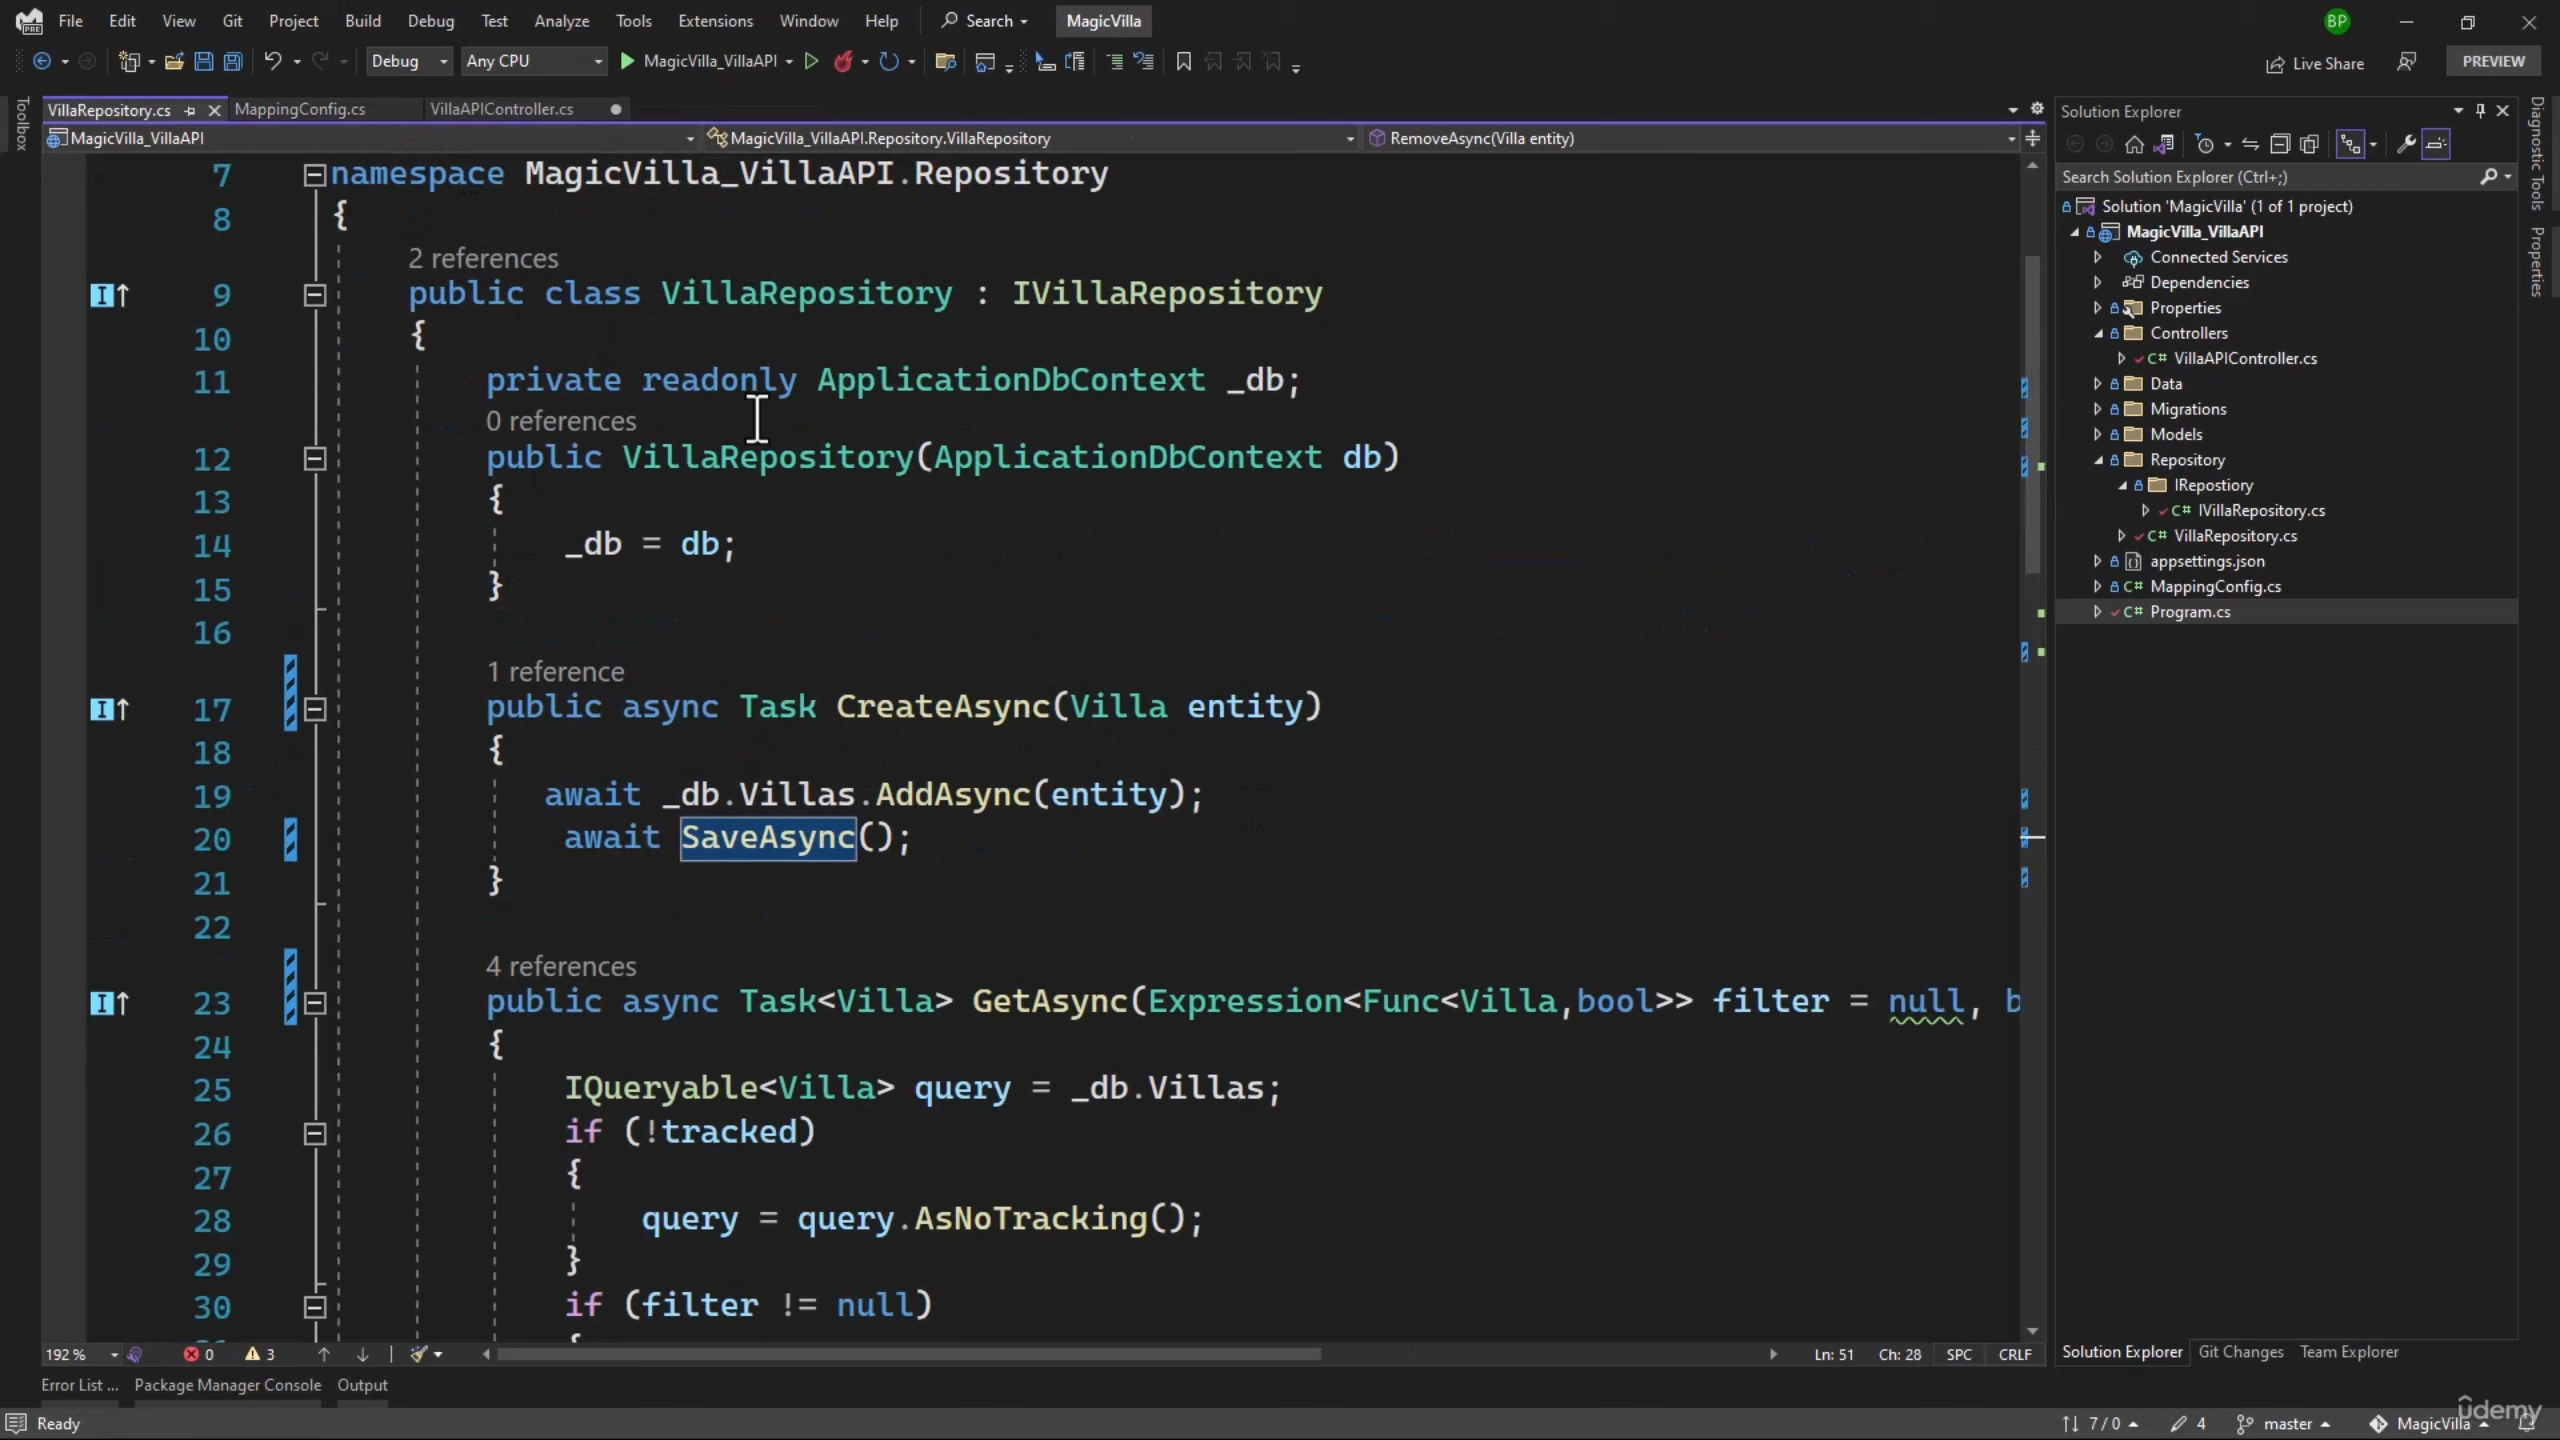 File Edit View Git Project Build Debug Test Analyze Tools Extensions Window Help Search MagicVilla BP
Debug Any CPU MagicVilla_VillaAPI Live Share PREVIEW
VillaRepository.cs MappingConfig.cs VillaAPIController.cs
MagicVilla_VillaAPI MagicVilla_VillaAPI.Repository.VillaRepository RemoveAsync(Villa entity)
Toolbox
7 namespace MagicVilla_VillaAPI.Repository
8 {
2 references
9 public class VillaRepository : IVillaRepository
10 {
11 private readonly ApplicationDbContext _db;
0 references
12 public VillaRepository(ApplicationDbContext db)
13 {
14 _db = db;
15 }
16
1 reference
17 public async Task CreateAsync(Villa entity)
18 {
19 await _db.Villas.AddAsync(entity);
20 await SaveAsync();
21 }
22
4 references
23 public async Task<Villa> GetAsync(Expression<Func<Villa,bool>> filter = null, b
24 {
25 IQueryable<Villa> query = _db.Villas;
26 if (!tracked)
27 {
28 query = query.AsNoTracking();
29 }
30 if (filter != null)
{
192 % 0 3 Ln: 51 Ch: 28 SPC CRLF
Error List ... Package Manager Console Output
Ready 7 / 0 4 master MagicVilla
Solution Explorer
Search Solution Explorer (Ctrl+;)
Solution 'MagicVilla' (1 of 1 project)
MagicVilla_VillaAPI
Connected Services
Dependencies
Properties
Controllers
C# VillaAPIController.cs
Data
Migrations
Models
Repository
IRepostiory
C# IVillaRepository.cs
C# VillaRepository.cs
appsettings.json
C# MappingConfig.cs
C# Program.cs
Solution Explorer Git Changes Team Explorer
Diagnostic Tools
Properties
udemy